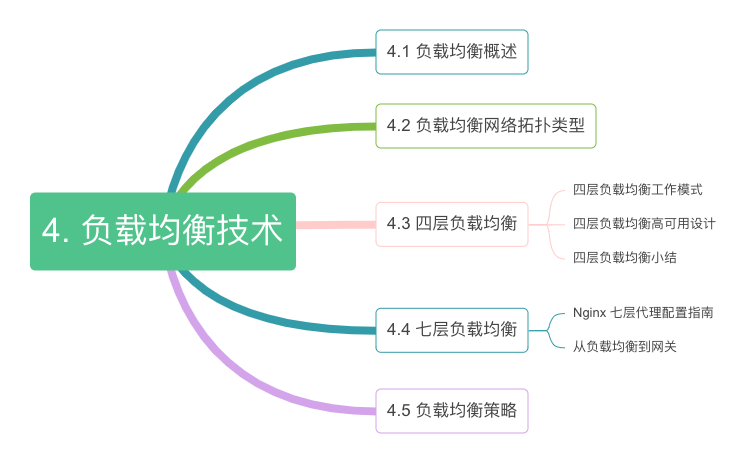 4. 负载均衡技术
4.1 负载均衡概述
4.2 负载均衡网络拓扑类型
4.3 四层负载均衡
四层负载均衡工作模式
四层负载均衡高可用设计
四层负载均衡小结
4.4 七层负载均衡
Nginx 七层代理配置指南
从负载均衡到网关
4.5 负载均衡策略